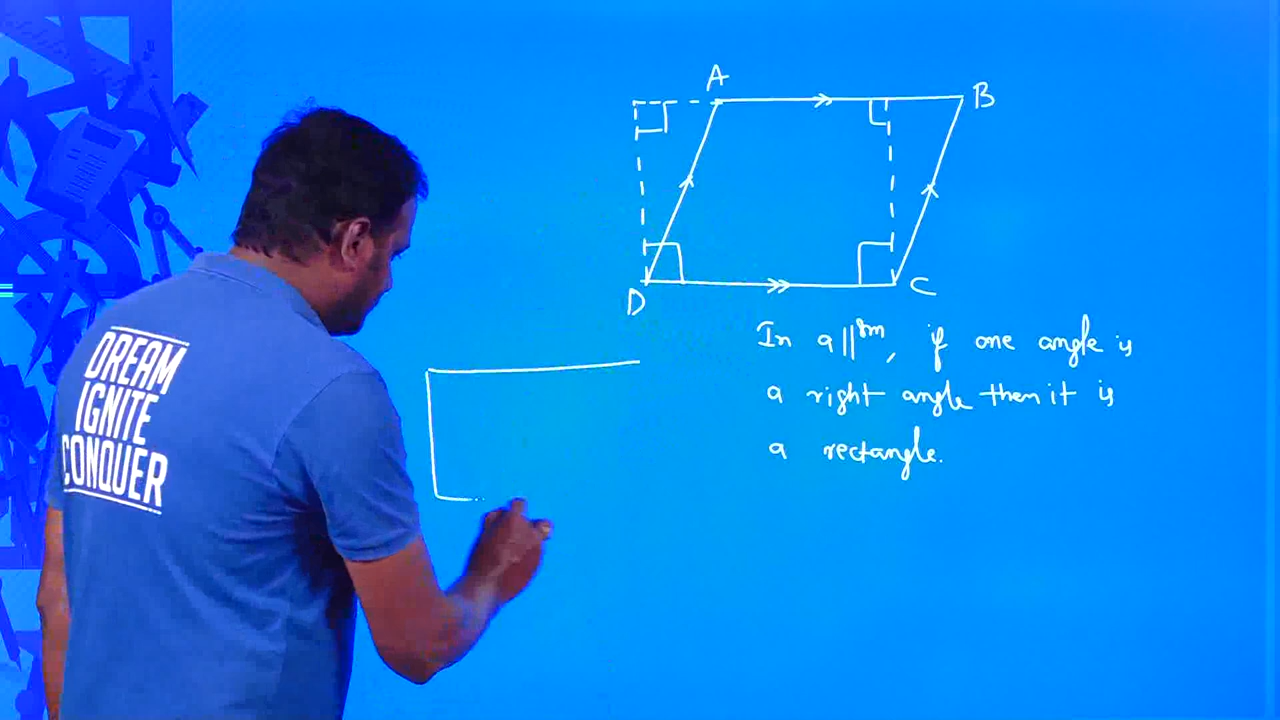 A
B
D
C
In a ||gm, if one angle is
a right angle then it is
a rectangle.
DREAM
IGNITE
CONQUER